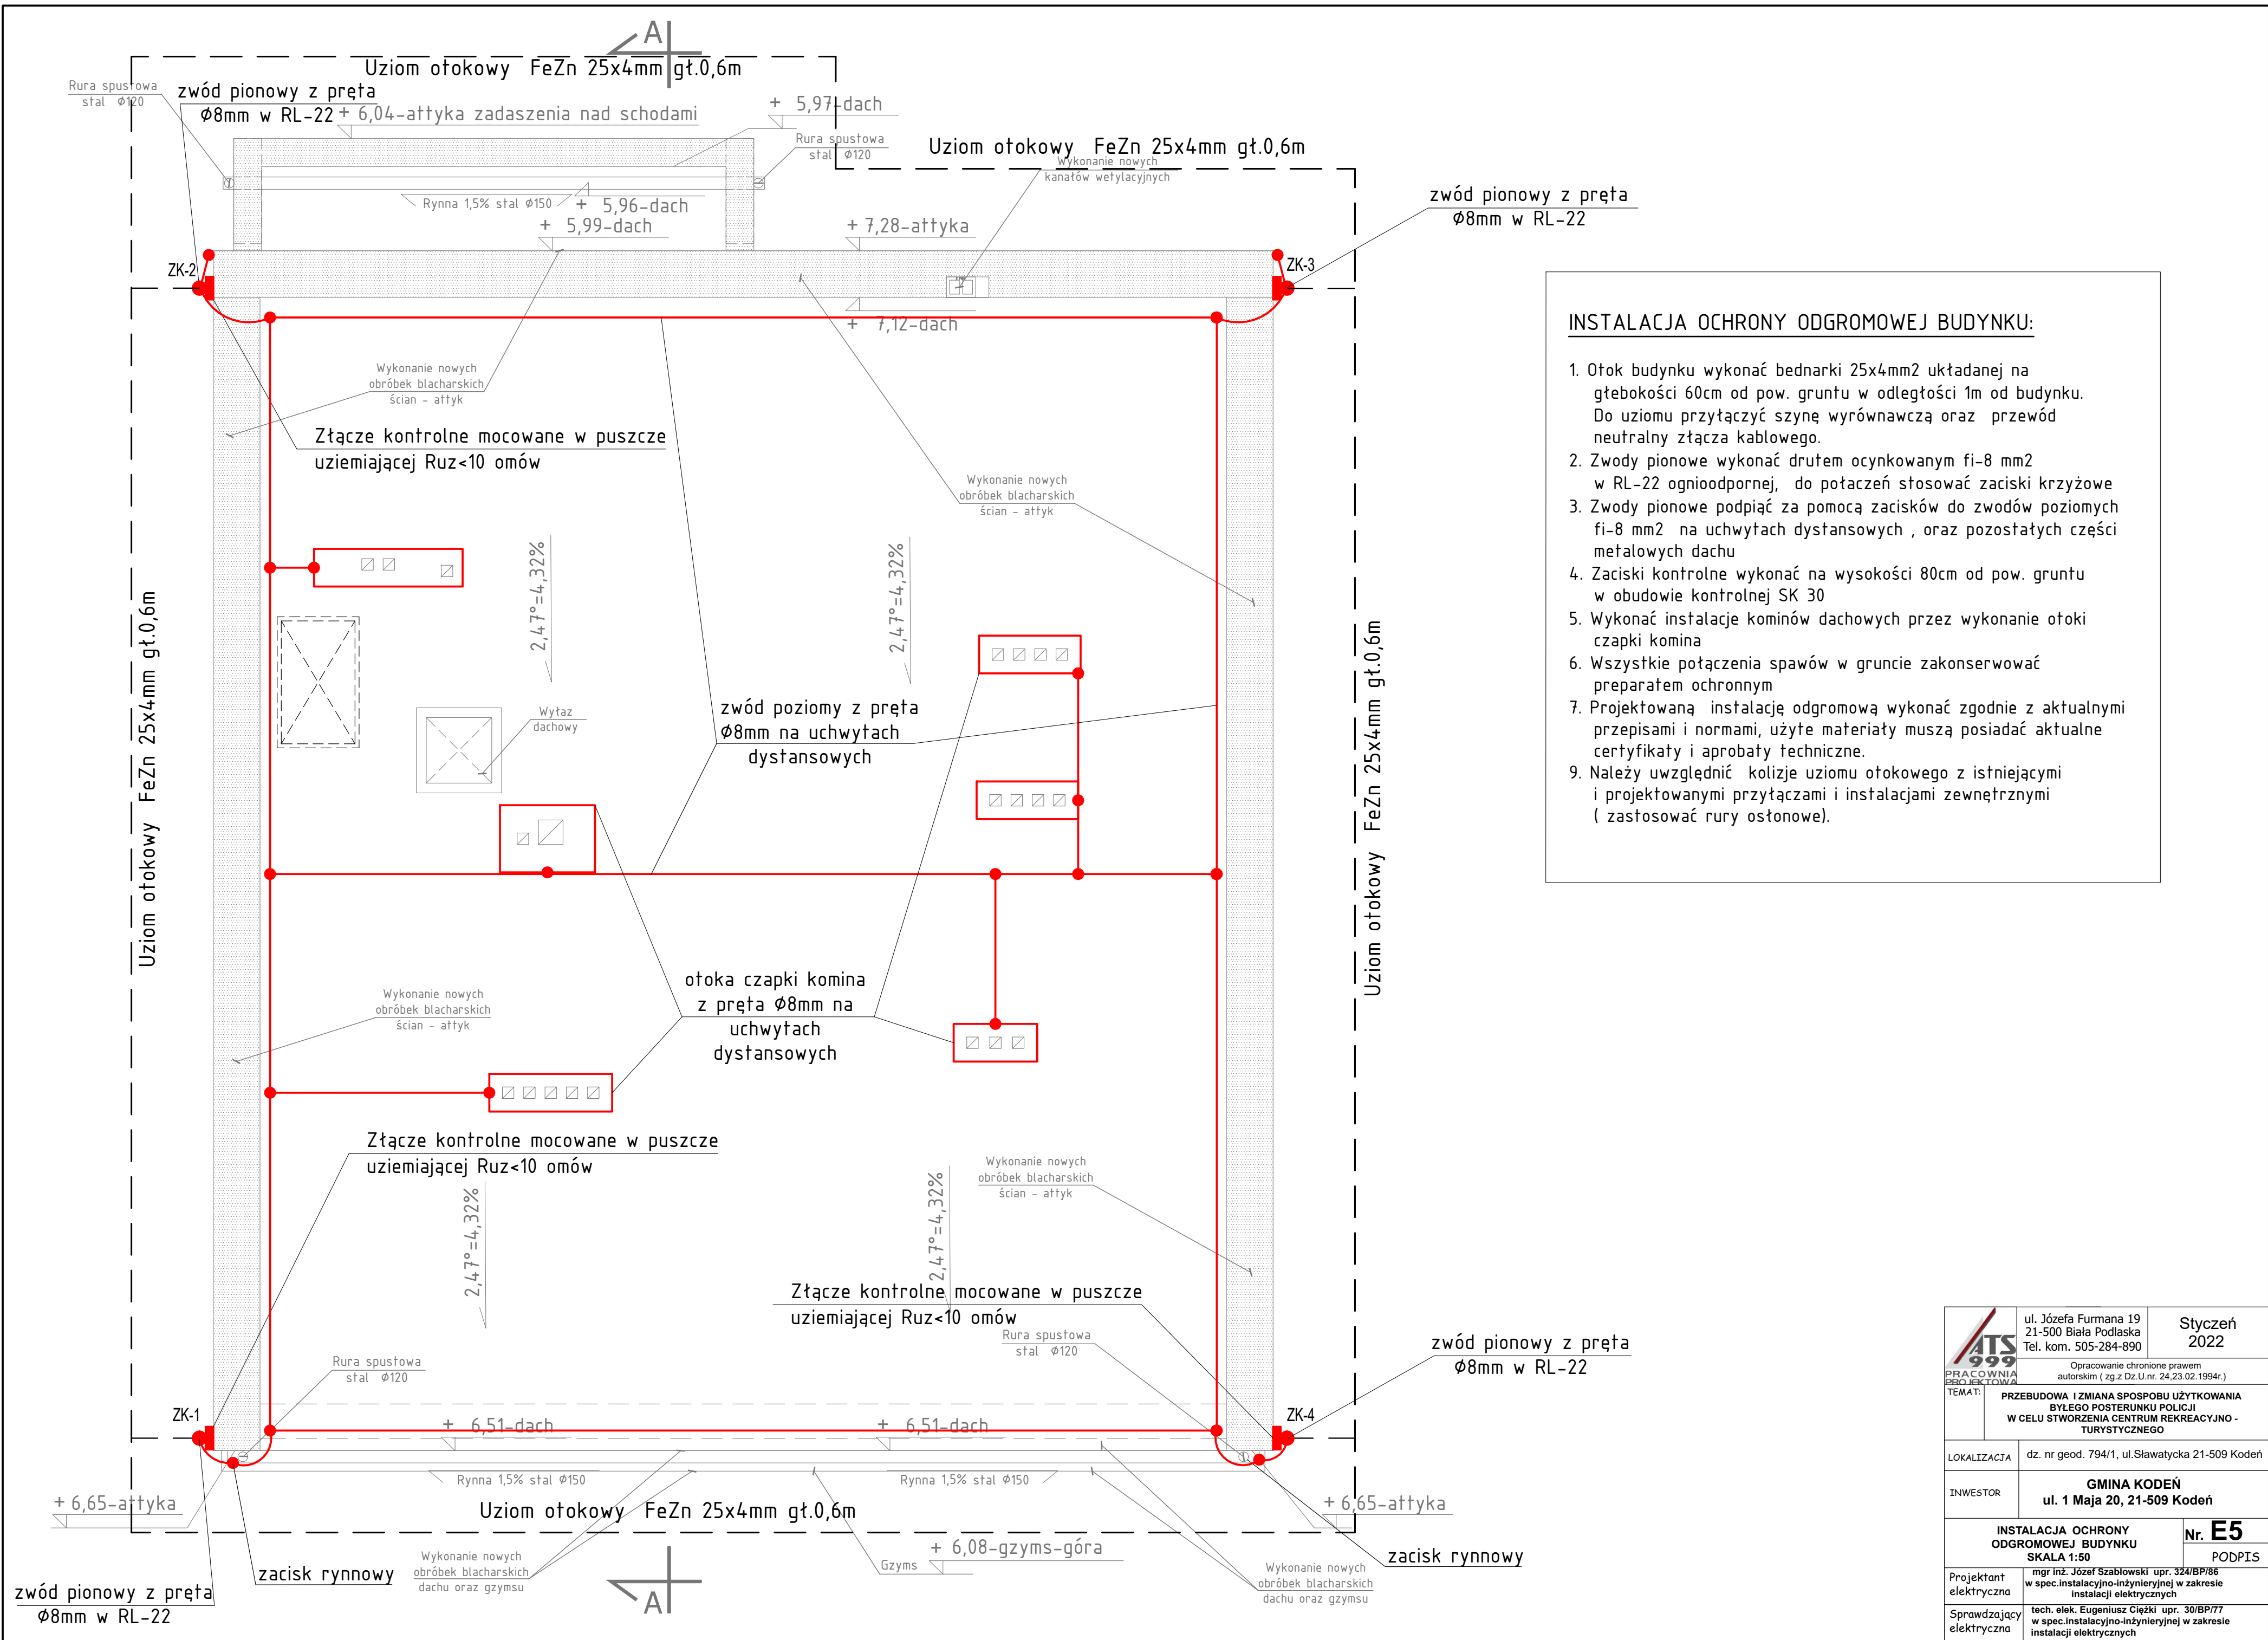 A
Uziom otokowy FeZn 25x4mm gł.0,6m
Rura spustowa
stal Ø120
zwód pionowy z pręta
Ø8mm w RL-22
+ 6,04-attyka zadaszenia nad schodami
+ 5,97-dach
Rura spustowa
stal Ø120
Uziom otokowy FeZn 25x4mm gł.0,6m
Wykonanie nowych
kanałów wetylacyjnych
Rynna 1,5% stal Ø150
+ 5,96-dach
+ 5,99-dach
+ 7,28-attyka
zwód pionowy z pręta
Ø8mm w RL-22
ZK-2
ZK-3
+ 7,12-dach
Wykonanie nowych
obróbek blacharskich
ścian - attyk
Złącze kontrolne mocowane w puszcze
uziemiającej Ruz<10 omów
Wykonanie nowych
obróbek blacharskich
ścian - attyk
2,47°=4,32%
2,47°=4,32%
Uziom otokowy FeZn 25x4mm gł.0,6m
Uziom otokowy FeZn 25x4mm gł.0,6m
Wyłaz
dachowy
zwód poziomy z pręta
Ø8mm na uchwytach
dystansowych
otoka czapki komina
z pręta Ø8mm na
uchwytach
dystansowych
Wykonanie nowych
obróbek blacharskich
ścian - attyk
Złącze kontrolne mocowane w puszcze
uziemiającej Ruz<10 omów
Wykonanie nowych
obróbek blacharskich
ścian - attyk
2,47°=4,32%
2,47°=4,32%
Złącze kontrolne mocowane w puszcze
uziemiającej Ruz<10 omów
Rura spustowa
stal Ø120
Rura spustowa
stal Ø120
zwód pionowy z pręta
Ø8mm w RL-22
ZK-1
ZK-4
+ 6,51-dach
+ 6,51-dach
Rynna 1,5% stal Ø150
Rynna 1,5% stal Ø150
+ 6,65-attyka
+ 6,65-attyka
Uziom otokowy FeZn 25x4mm gł.0,6m
+ 6,08-gzyms-góra
Gzyms
zacisk rynnowy
zacisk rynnowy
Wykonanie nowych
obróbek blacharskich
dachu oraz gzymsu
Wykonanie nowych
obróbek blacharskich
dachu oraz gzymsu
zwód pionowy z pręta
Ø8mm w RL-22
A
INSTALACJA OCHRONY ODGROMOWEJ BUDYNKU:
1. Otok budynku wykonać bednarki 25x4mm2 układanej na
głebokości 60cm od pow. gruntu w odległości 1m od budynku.
Do uziomu przyłączyć szynę wyrównawczą oraz przewód
neutralny złącza kablowego.
2. Zwody pionowe wykonać drutem ocynkowanym fi-8 mm2
w RL-22 ognioodpornej, do połaczeń stosować zaciski krzyżowe
3. Zwody pionowe podpiąć za pomocą zacisków do zwodów poziomych
fi-8 mm2 na uchwytach dystansowych , oraz pozostałych części
metalowych dachu
4. Zaciski kontrolne wykonać na wysokości 80cm od pow. gruntu
w obudowie kontrolnej SK 30
5. Wykonać instalacje kominów dachowych przez wykonanie otoki
czapki komina
6. Wszystkie połączenia spawów w gruncie zakonserwować
preparatem ochronnym
7. Projektowaną instalację odgromową wykonać zgodnie z aktualnymi
przepisami i normami, użyte materiały muszą posiadać aktualne
certyfikaty i aprobaty techniczne.
9. Należy uwzględnić kolizje uziomu otokowego z istniejącymi
i projektowanymi przyłączami i instalacjami zewnętrznymi
( zastosować rury osłonowe).
ATS
999
PRACOWNIA
PROJEKTOWA
ul. Józefa Furmana 19
21-500 Biała Podlaska
Tel. kom. 505-284-890
Styczeń
2022
Opracowanie chronione prawem
autorskim ( zg.z Dz.U.nr. 24,23.02.1994r.)
TEMAT:
PRZEBUDOWA I ZMIANA SPOSPOBU UŻYTKOWANIA
BYŁEGO POSTERUNKU POLICJI
W CELU STWORZENIA CENTRUM REKREACYJNO -
TURYSTYCZNEGO
LOKALIZACJA
dz. nr geod. 794/1, ul.Sławatycka 21-509 Kodeń
INWESTOR
GMINA KODEŃ
ul. 1 Maja 20, 21-509 Kodeń
INSTALACJA OCHRONY
ODGROMOWEJ BUDYNKU
SKALA 1:50
Nr. E5
PODPIS
Projektant
elektryczna
mgr inż. Józef Szabłowski upr. 324/BP/86
w spec.instalacyjno-inżynieryjnej w zakresie
instalacji elektrycznych
Sprawdzający
elektryczna
tech. elek. Eugeniusz Ciężki upr. 30/BP/77
w spec.instalacyjno-inżynieryjnej w zakresie
instalacji elektrycznych